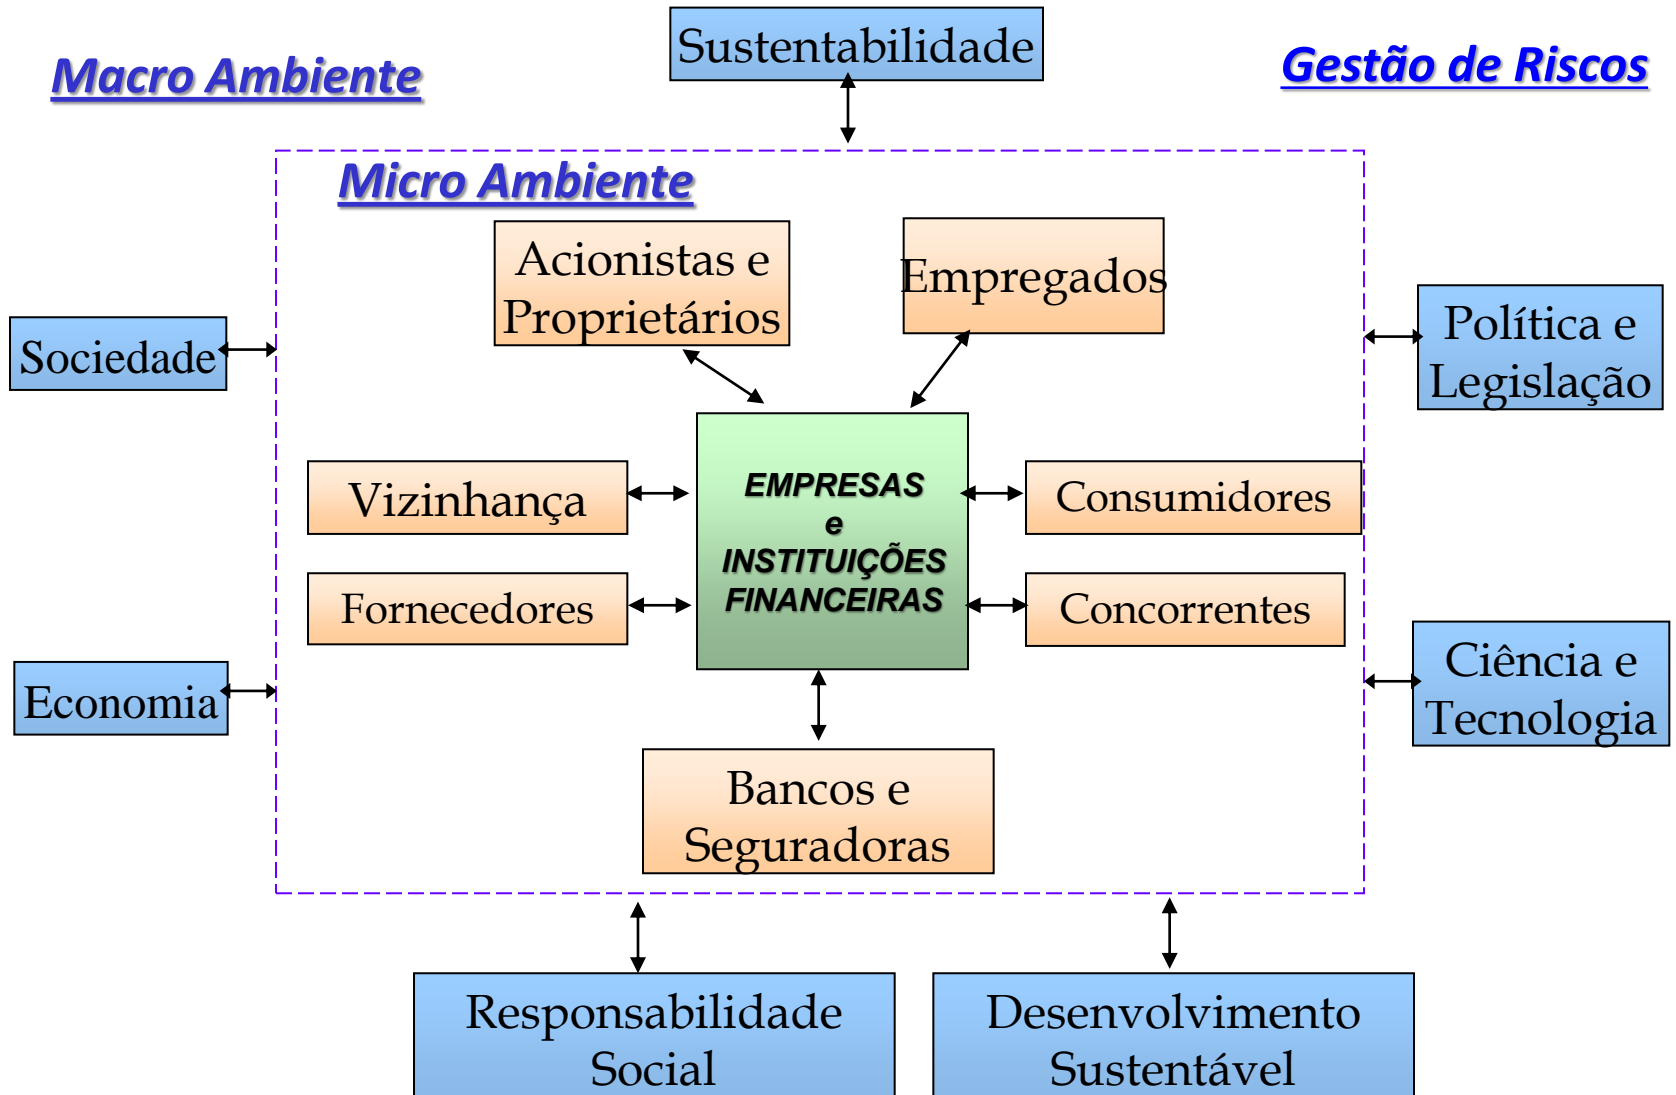 Sustentabilidade
Macro Ambiente
Gestão de Riscos
Micro Ambiente
Acionistas e
Proprietários
Empregados
Sociedade
Política e
Legislação
Vizinhança
EMPRESAS
e
INSTITUIÇÕES
FINANCEIRAS
Consumidores
Fornecedores
Concorrentes
Economia
Ciência e
Tecnologia
Bancos e
Seguradoras
Responsabilidade
Social
Desenvolvimento
Sustentável